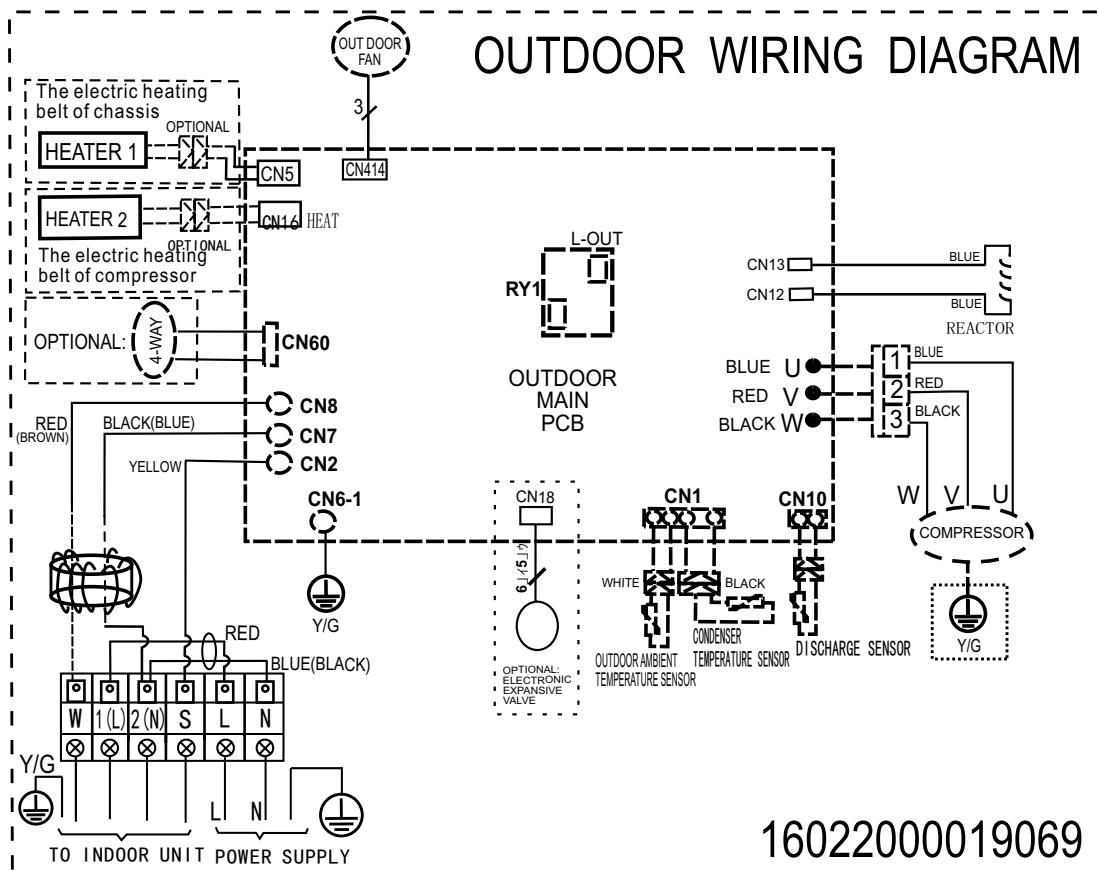 OUTDOOR WIRING DIAGRAM
OUT DOOR
FAN
3
CN414
The electric heating
belt of chassis
OPTIONAL
HEATER 1
CN5
HEATER 2
CN16 HEAT
OPTIONAL
The electric heating
belt of compressor
OPTIONAL:
4-WAY
CN60
L-OUT
RY1
OUTDOOR
MAIN
PCB
CN13
CN12
BLUE
BLUE
REACTOR
BLUE U
RED V
BLACK W
1
2
3
BLUE
RED
BLACK
W V U
COMPRESSOR
Y/G
RED
(BROWN)
BLACK(BLUE)
YELLOW
CN8
CN7
CN2
CN6-1
Y/G
CN18
OPTIONAL:
ELECTRONIC
EXPANSIVE
VALVE
CN1
WHITE
BLACK
OUTDOOR AMBIENT
TEMPERATURE SENSOR
CONDENSER
TEMPERATURE SENSOR
CN10
DISCHARGE SENSOR
RED
BLUE(BLACK)
W 1(L) 2(N) S L N
Y/G
L N
TO INDOOR UNIT POWER SUPPLY
16022000019069